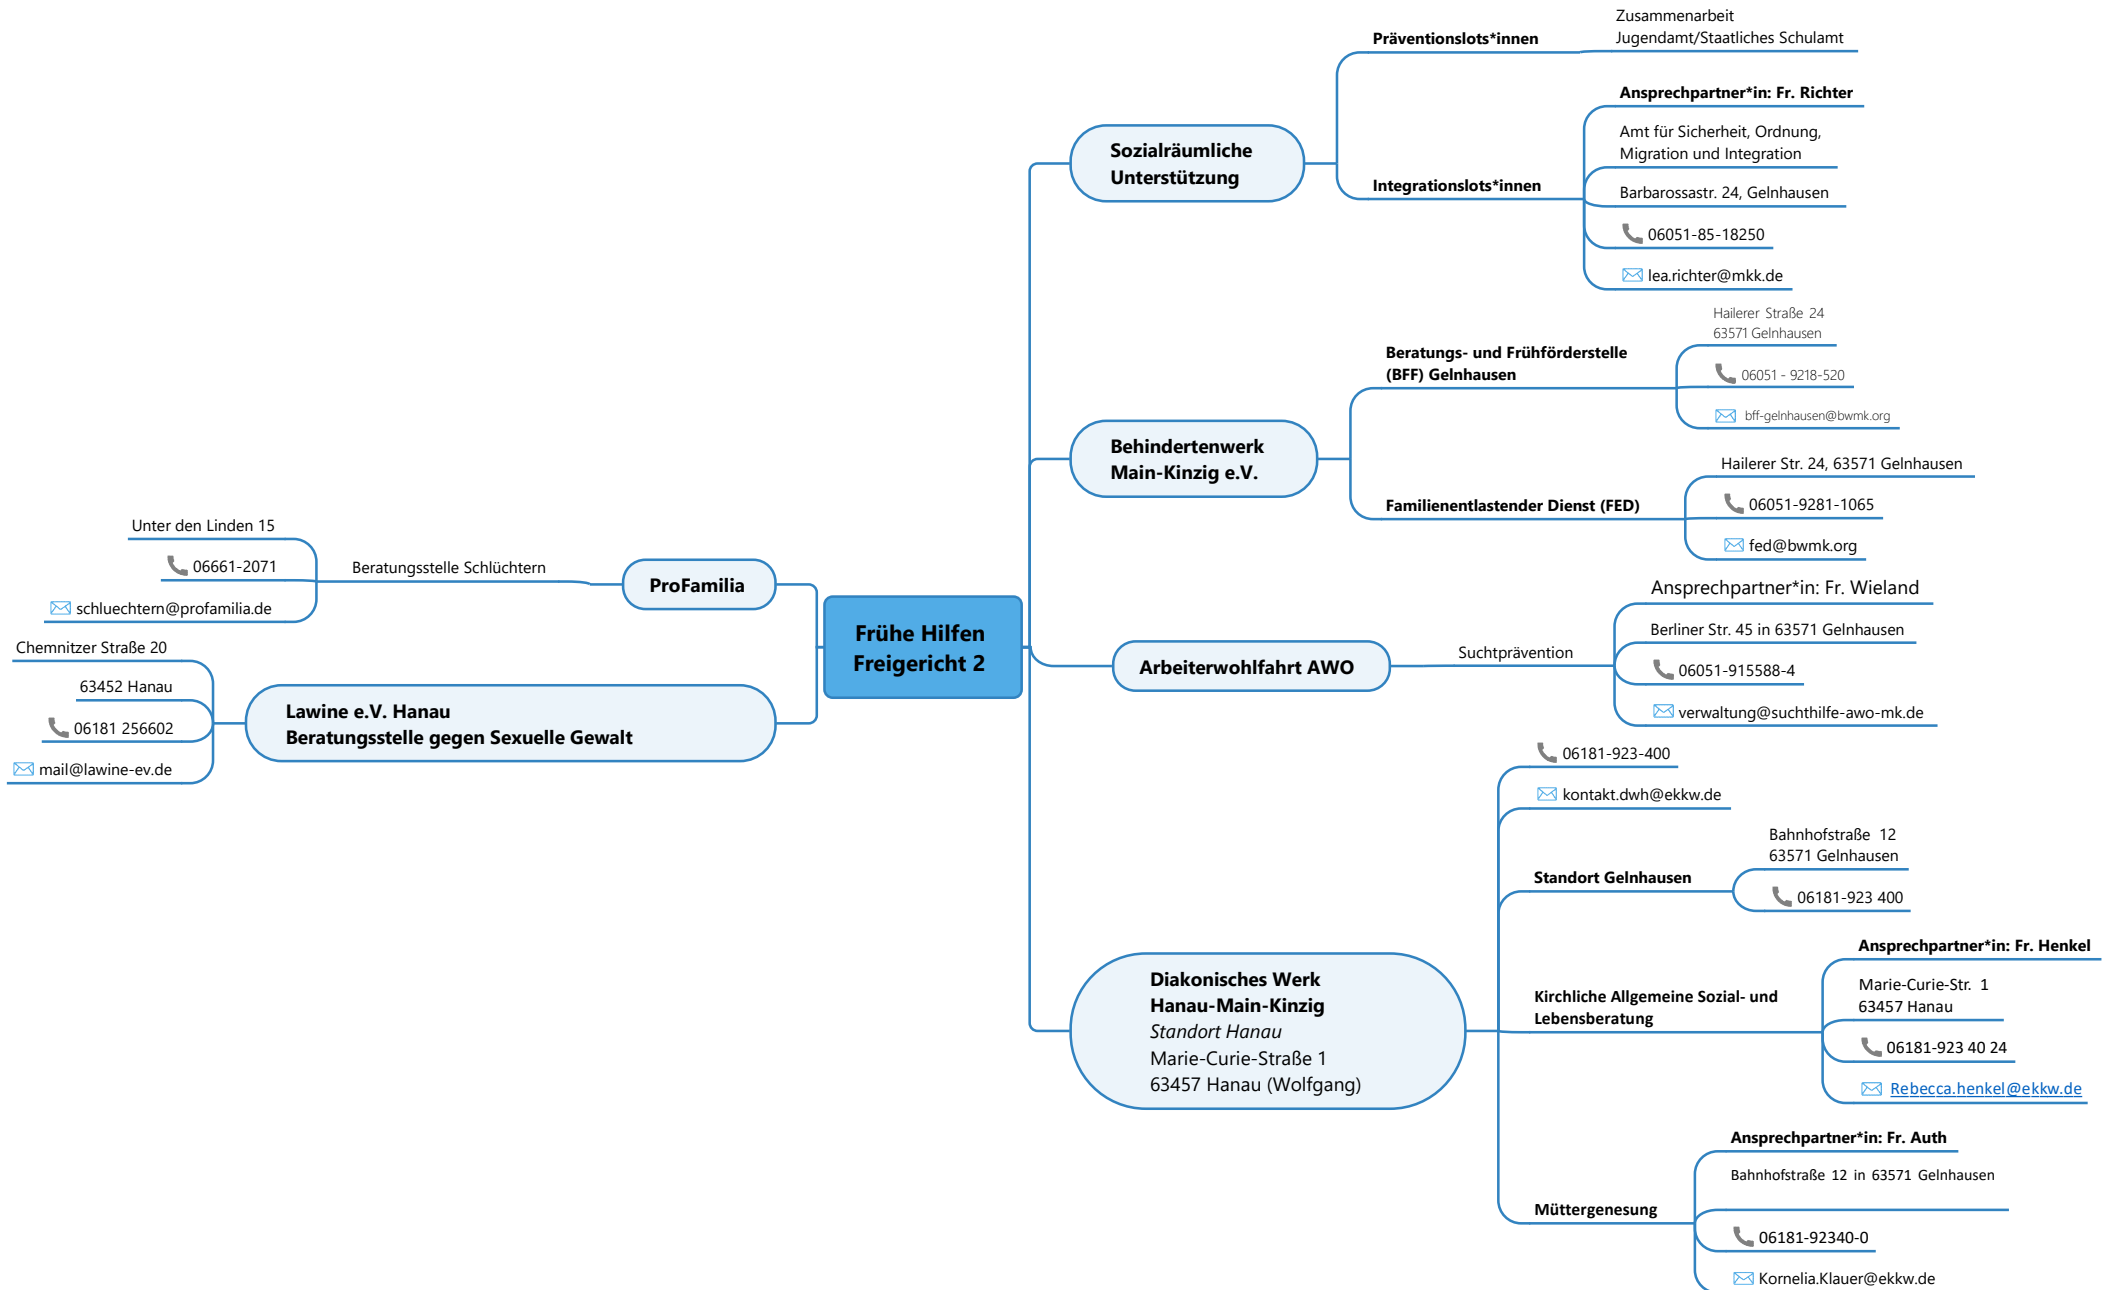 Frühe Hilfen
Freigericht 2
Sozialräumliche
Unterstützung
Präventionslots*innen
Zusammenarbeit
Jugendamt/Staatliches Schulamt
Integrationslots*innen
Ansprechpartner*in: Fr. Richter
Amt für Sicherheit, Ordnung,
Migration und Integration
Barbarossastr. 24, Gelnhausen
06051-85-18250
lea.richter@mkk.de
Behindertenwerk
Main-Kinzig e.V.
Beratungs- und Frühförderstelle
(BFF) Gelnhausen
Hailerer Straße 24
63571 Gelnhausen
06051 - 9218-520
bff-gelnhausen@bwmk.org
Familienentlastender Dienst (FED)
Hailerer Str. 24, 63571 Gelnhausen
06051-9281-1065
fed@bwmk.org
Arbeiterwohlfahrt AWO
Suchtprävention
Ansprechpartner*in: Fr. Wieland
Berliner Str. 45 in 63571 Gelnhausen
06051-915588-4
verwaltung@suchthilfe-awo-mk.de
Diakonisches Werk
Hanau-Main-Kinzig
Standort Hanau
Marie-Curie-Straße 1
63457 Hanau (Wolfgang)
06181-923-400
kontakt.dwh@ekkw.de
Standort Gelnhausen
Bahnhofstraße 12
63571 Gelnhausen
06181-923 400
Kirchliche Allgemeine Sozial- und
Lebensberatung
Ansprechpartner*in: Fr. Henkel
Marie-Curie-Str. 1
63457 Hanau
06181-923 40 24
Rebecca.henkel@ekkw.de
Müttergenesung
Ansprechpartner*in: Fr. Auth
Bahnhofstraße 12 in 63571 Gelnhausen
06181-92340-0
Kornelia.Klauer@ekkw.de
ProFamilia
Beratungsstelle Schlüchtern
Unter den Linden 15
06661-2071
schluechtern@profamilia.de
Lawine e.V. Hanau
Beratungsstelle gegen Sexuelle Gewalt
Chemnitzer Straße 20
63452 Hanau
06181 256602
mail@lawine-ev.de